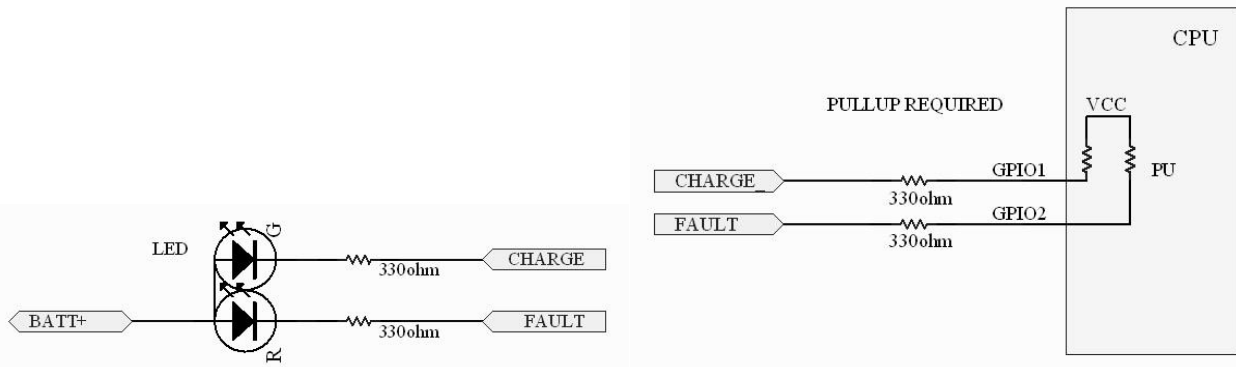 LED
G
330ohm
CHARGE
BATT+
R
330ohm
FAULT
CPU
PULLUP REQUIRED
VCC
CHARGE_
330ohm
GPIO1
PU
FAULT
330ohm
GPIO2